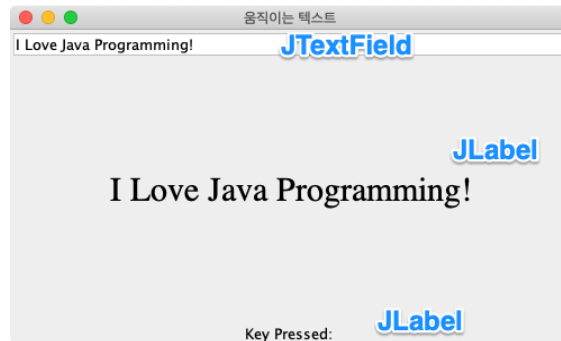 움직이는 텍스트
I Love Java Programming!
JTextField
JLabel
I Love Java Programming!
JLabel
Key Pressed: